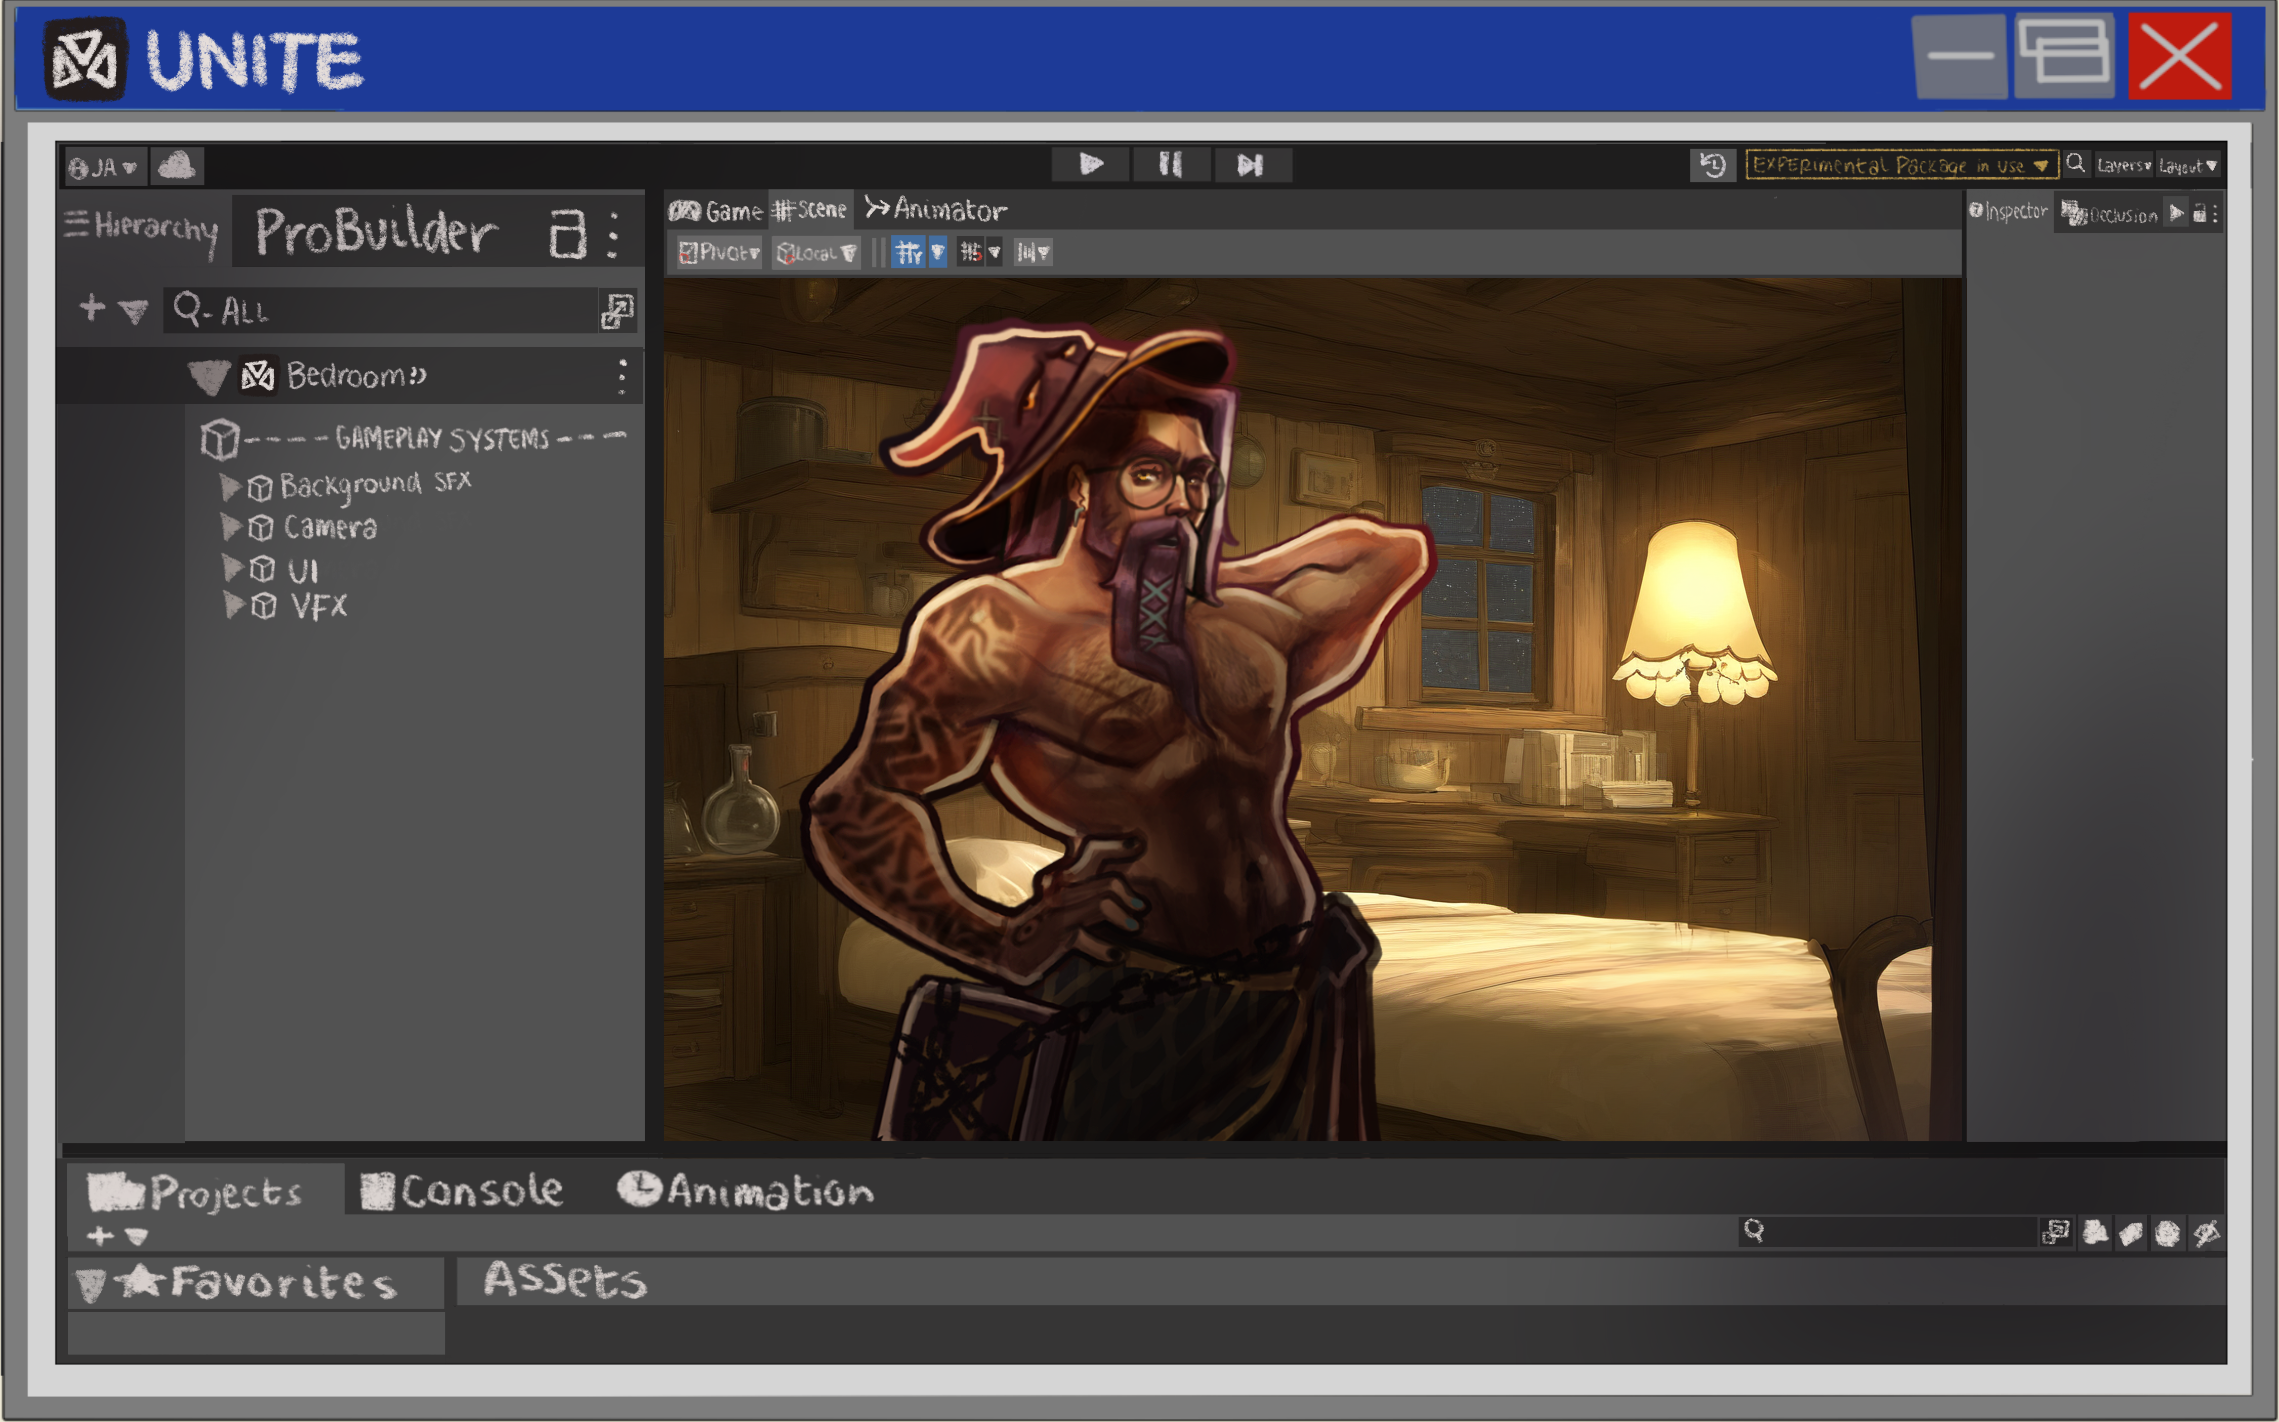 UNITE
JA
EXPERimental Package in use
Layers
Layout
Hierarchy
ProBuilder
Game
Scene
Animator
Inspector
Occlusion
Pivot
Local
ALL
Bedroom:)
---- GAMEPLAY SYSTEMS ---
Background SFX
Camera
UI
VFX
Projects
Console
Animation
Favorites
Assets